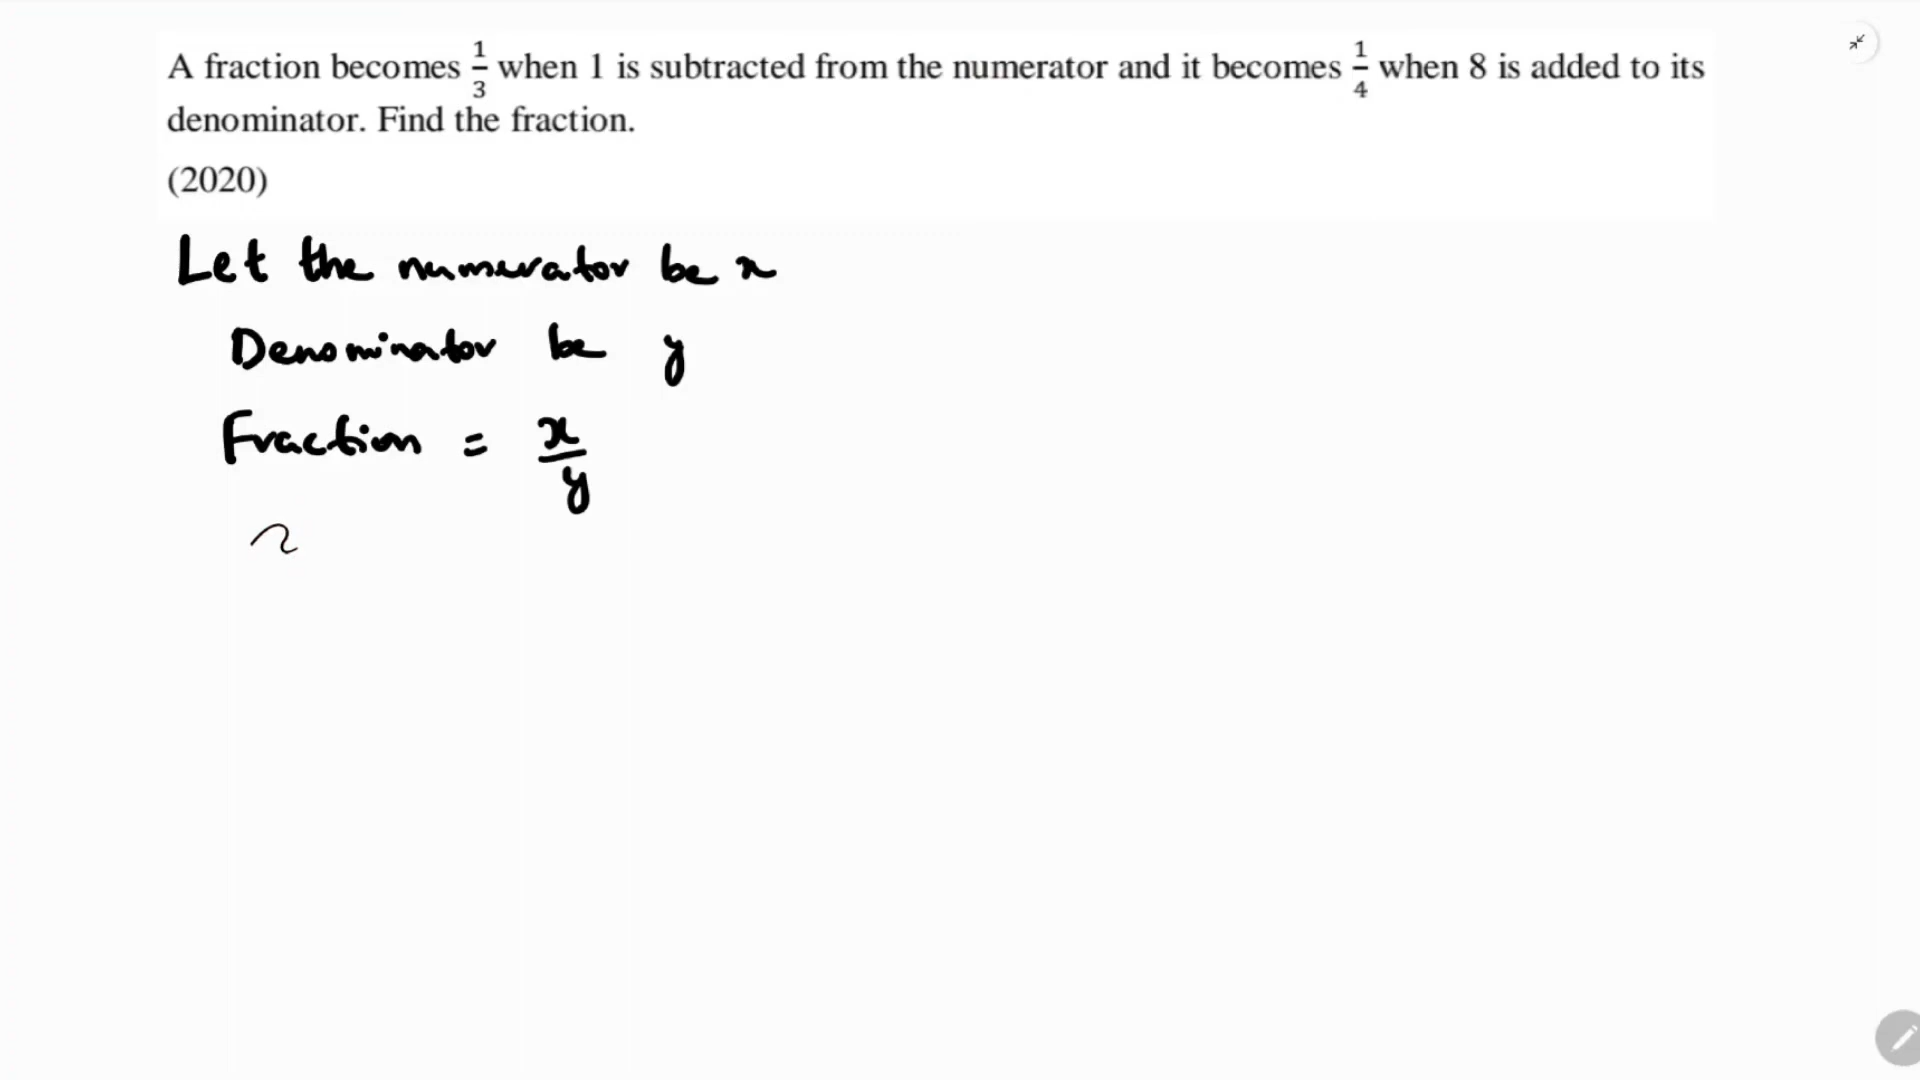 A fraction becomes 1/3 when 1 is subtracted from the numerator and it becomes 1/4 when 8 is added to its
denominator. Find the fraction.
(2020)
Let the numerator be x
Denominator be y
Fraction = x/y